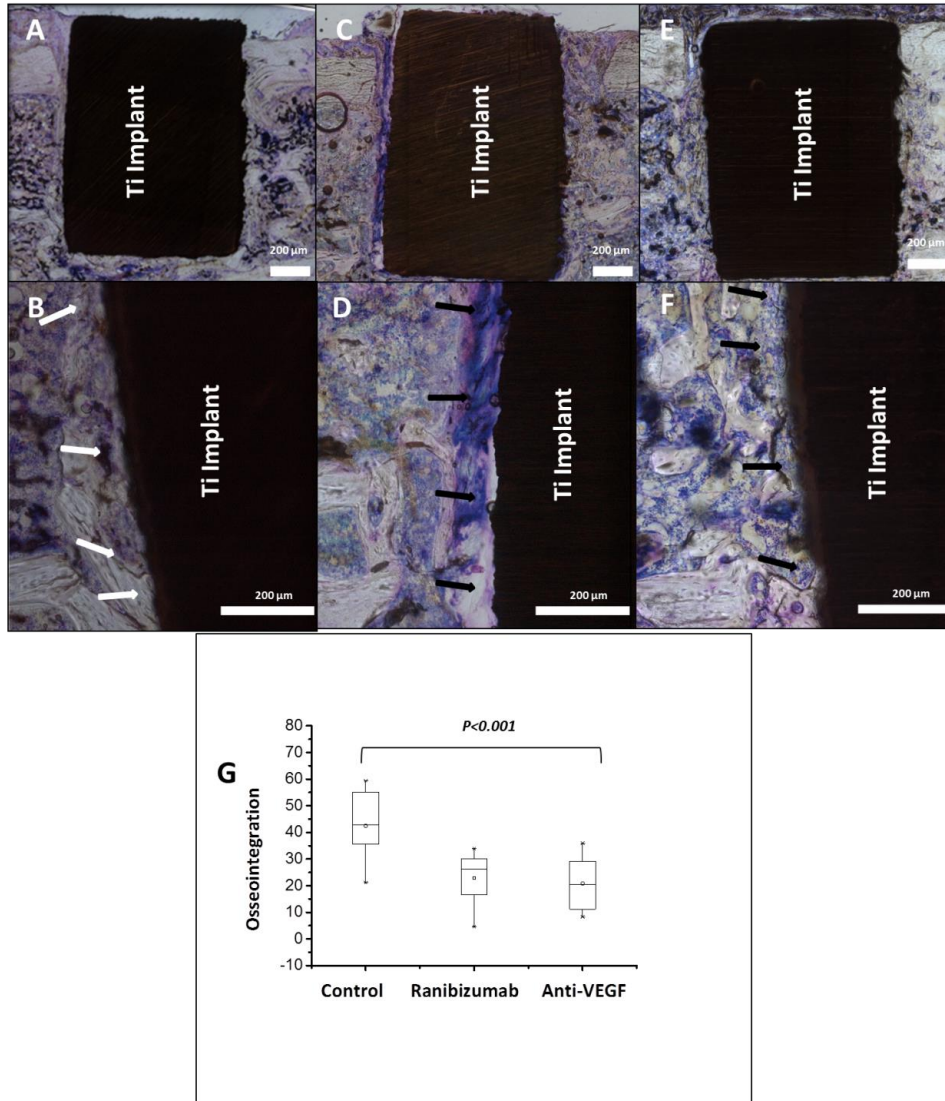 A
Ti Implant
200 μm
C
Ti Implant
200 μm
E
Ti Implant
200 μm
B
Ti Implant
200 μm
D
Ti Implant
200 μm
F
Ti Implant
200 μm
G
P<0.001
Osseointegration
80
70
60
50
40
30
20
10
0
-10
Control Ranibizumab Anti-VEGF